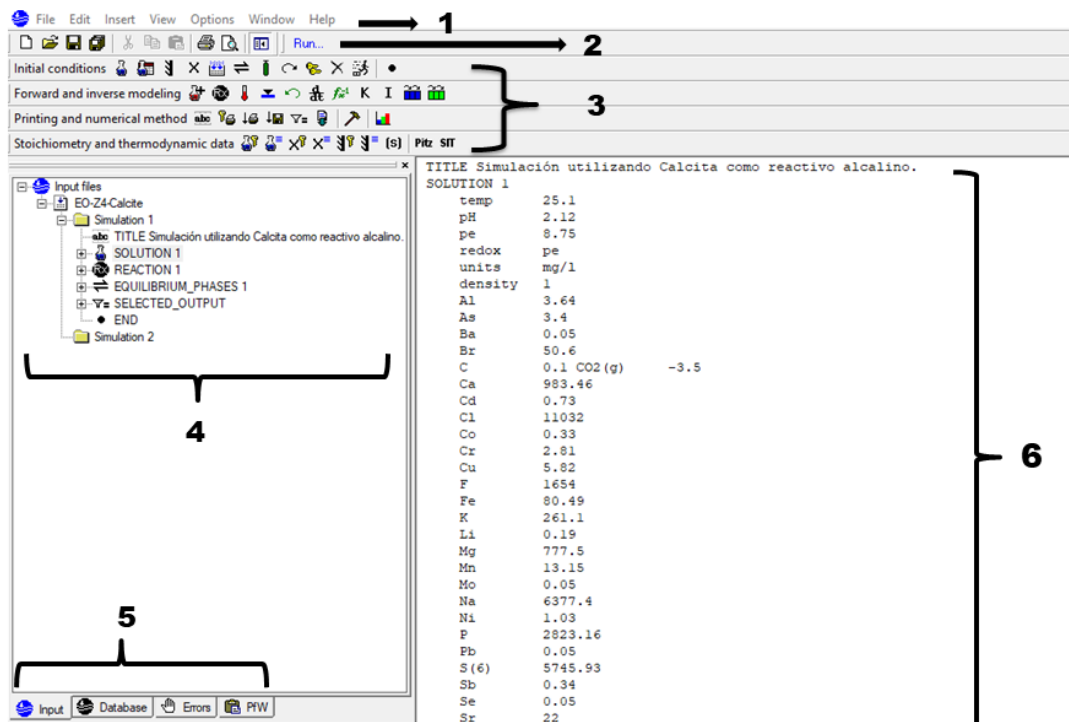 File Edit Insert View Options Window Help 1
Run... 2
Initial conditions
Forward and inverse modeling K I
Printing and numerical method abc
Stoichiometry and thermodynamic data (s) Pitz SIT
3
Input files
EO-Z4-Calcite
Simulation 1
abc TITLE Simulación utilizando Calcita como reactivo alcalino.
SOLUTION 1
Rx REACTION 1
EQUILIBRIUM_PHASES 1
SELECTED_OUTPUT
END
Simulation 2
4
5
Input Database Errors PfW
TITLE Simulación utilizando Calcita como reactivo alcalino.
SOLUTION 1
temp 25.1
pH 2.12
pe 8.75
redox pe
units mg/l
density 1
Al 3.64
As 3.4
Ba 0.05
Br 50.6
C 0.1 CO2(g) -3.5
Ca 983.46
Cd 0.73
Cl 11032
Co 0.33
Cr 2.81
Cu 5.82
F 1654
Fe 80.49
K 261.1
Li 0.19
Mg 777.5
Mn 13.15
Mo 0.05
Na 6377.4
Ni 1.03
P 2823.16
Pb 0.05
S(6) 5745.93
Sb 0.34
Se 0.05
Sr 22
6